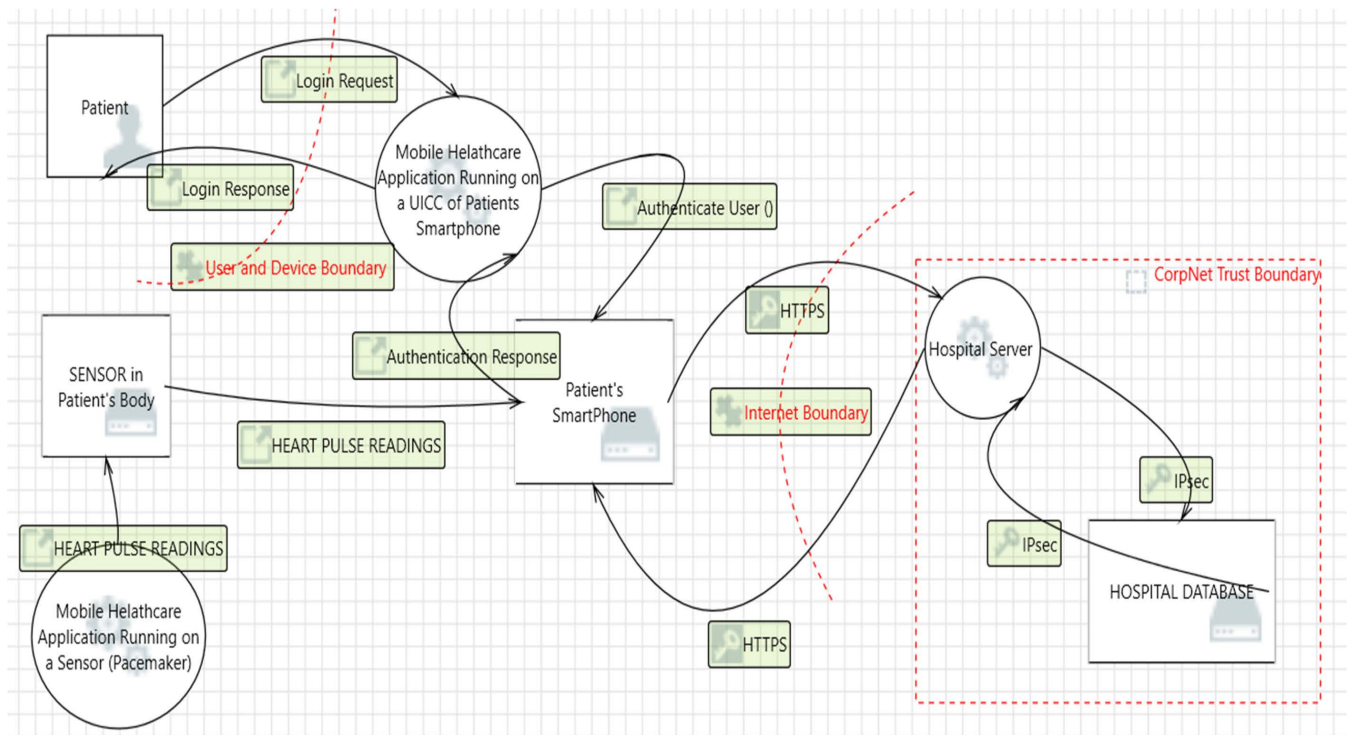 Patient
Login Request
Login Response
User and Device Boundary
Mobile Helathcare
Application Running on
a UICC of Patients
Smartphone
Authenticate User ()
Authentication Response
SENSOR in
Patient's Body
HEART PULSE READINGS
HEART PULSE READINGS
Mobile Helathcare
Application Running on
a Sensor (Pacemaker)
Patient's
SmartPhone
HTTPS
Internet Boundary
HTTPS
CorpNet Trust Boundary
Hospital Server
IPsec
IPsec
HOSPITAL DATABASE